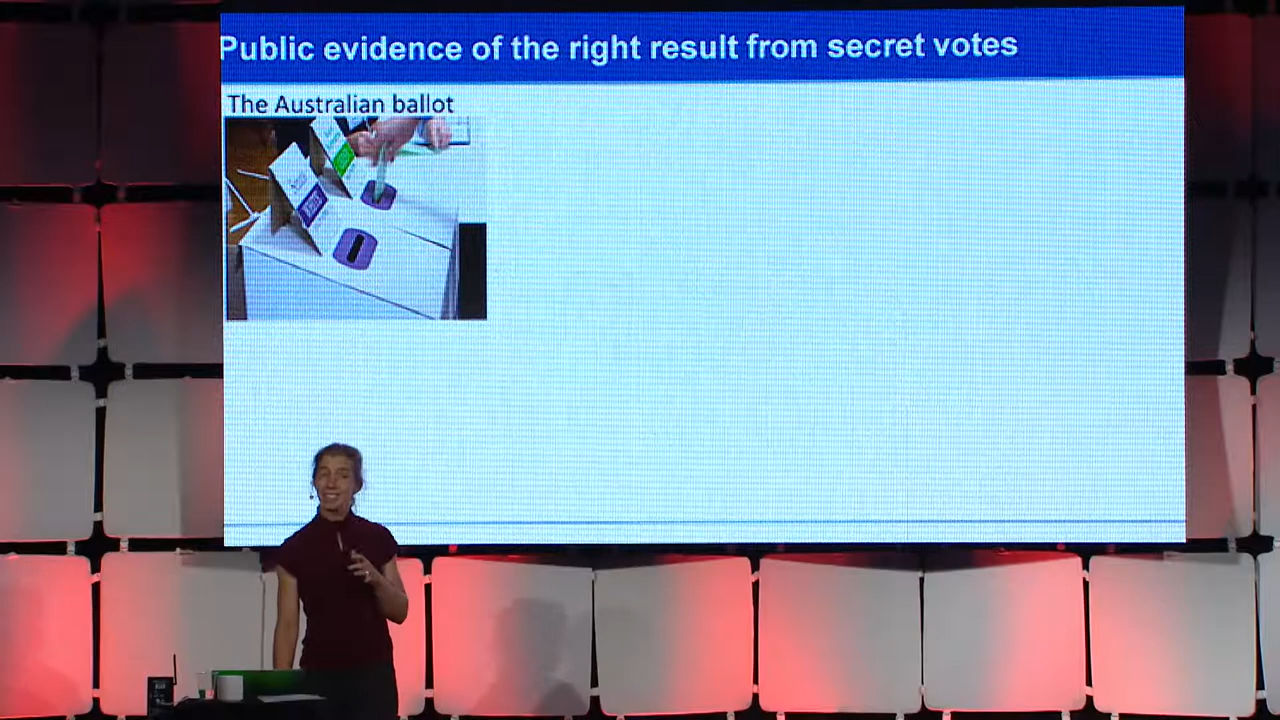 Public evidence of the right result from secret votes
The Australian ballot